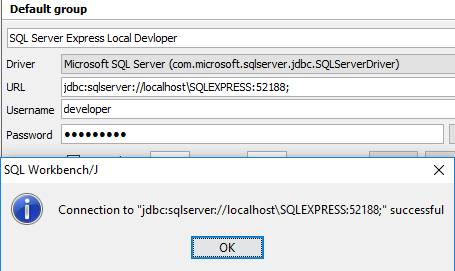 Default group
SQL Server Express Local Devloper
Driver Microsoft SQL Server (com.microsoft.sqlserver.jdbc.SQLServerDriver)
URL jdbc:sqlserver://localhost\SQLEXPRESS:52188;
Username developer
Password ●●●●●●●●●
SQL Workbench/J
Connection to "jdbc:sqlserver://localhost\SQLEXPRESS:52188;" successful
OK